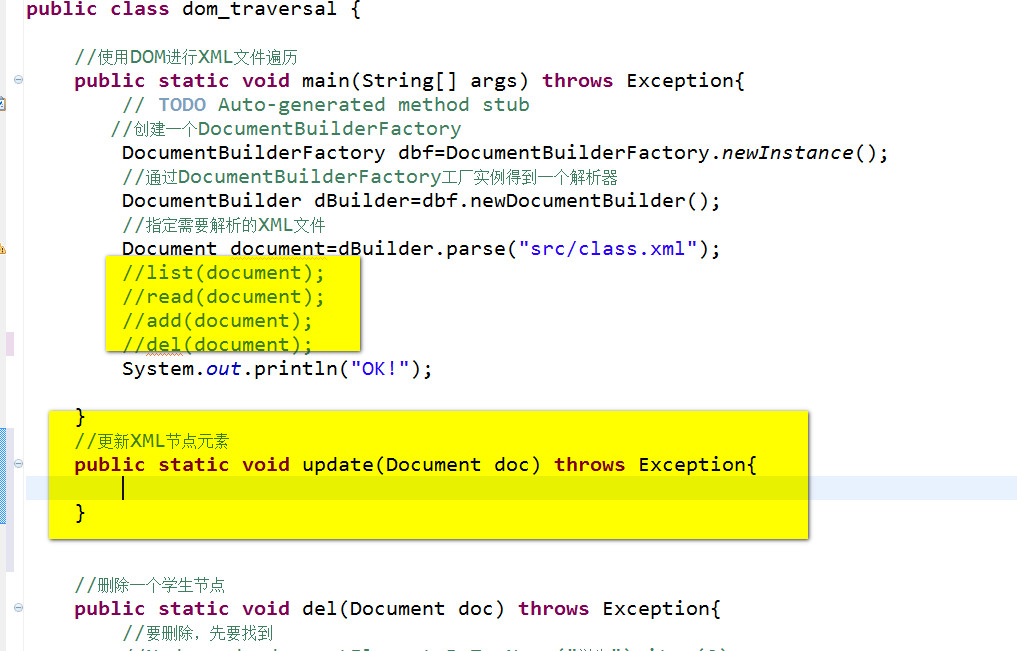 public class dom_traversal {
//使用DOM进行XML文件遍历
public static void main(String[] args) throws Exception{
// TODO Auto-generated method stub
//创建一个DocumentBuilderFactory
DocumentBuilderFactory dbf=DocumentBuilderFactory.newInstance();
//通过DocumentBuilderFactory工厂实例得到一个解析器
DocumentBuilder dBuilder=dbf.newDocumentBuilder();
//指定需要解析的XML文件
Document document=dBuilder.parse("src/class.xml");
//list(document);
//read(document);
//add(document);
//del(document);
System.out.println("OK!");
}
//更新XML节点元素
public static void update(Document doc) throws Exception{
}
//删除一个学生节点
public static void del(Document doc) throws Exception{
//要删除，先要找到